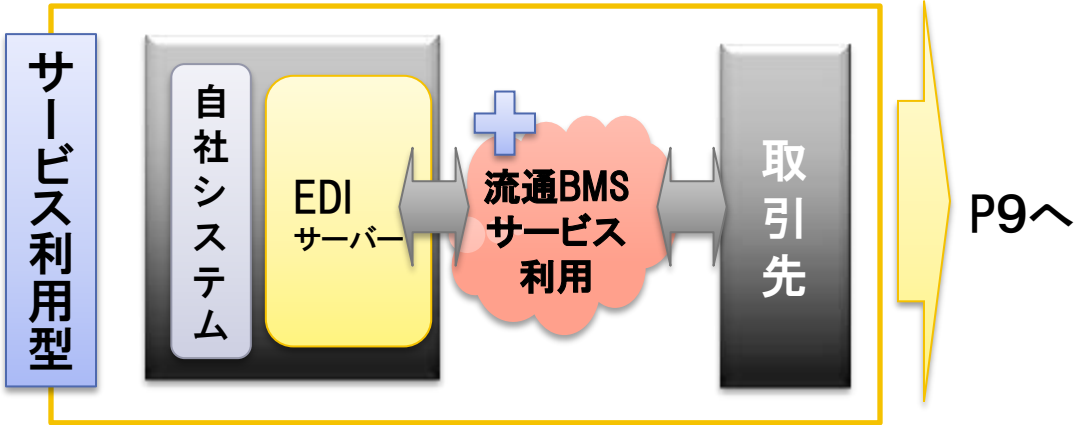 サービス利用型
自社システム
EDI
サーバー
流通BMS
サービス
利用
取引先
P9へ